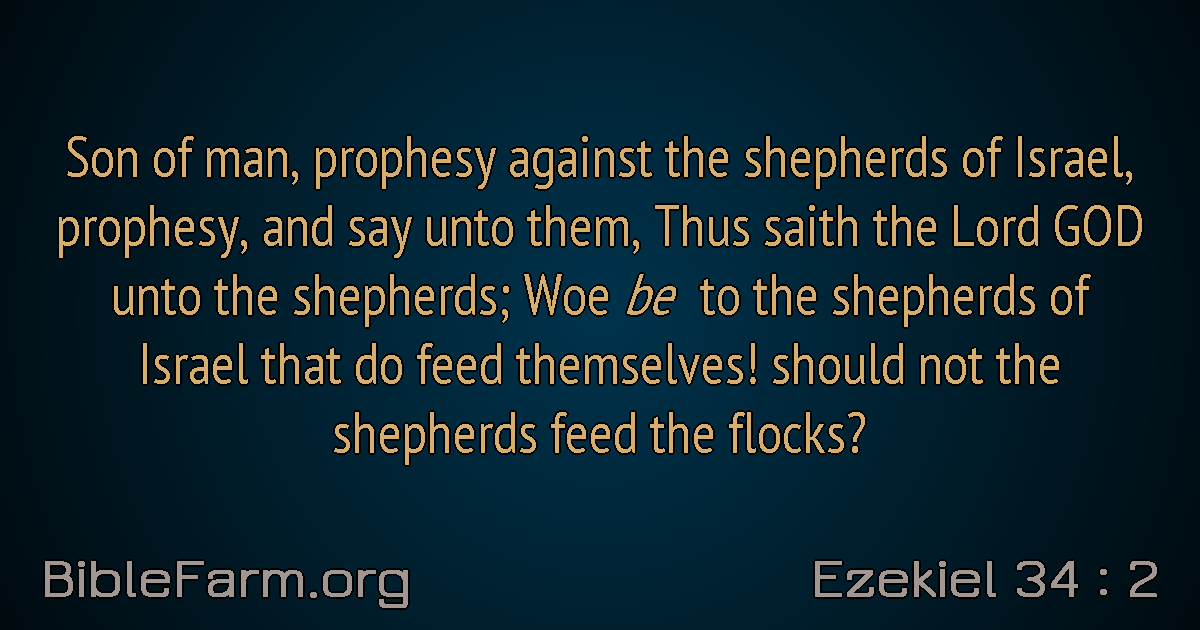 Son of man, prophesy against the shepherds of Israel,
prophesy, and say unto them, Thus saith the Lord GOD
unto the shepherds; Woe be to the shepherds of
Israel that do feed themselves! should not the
shepherds feed the flocks?
BibleFarm.org
Ezekiel 34 : 2